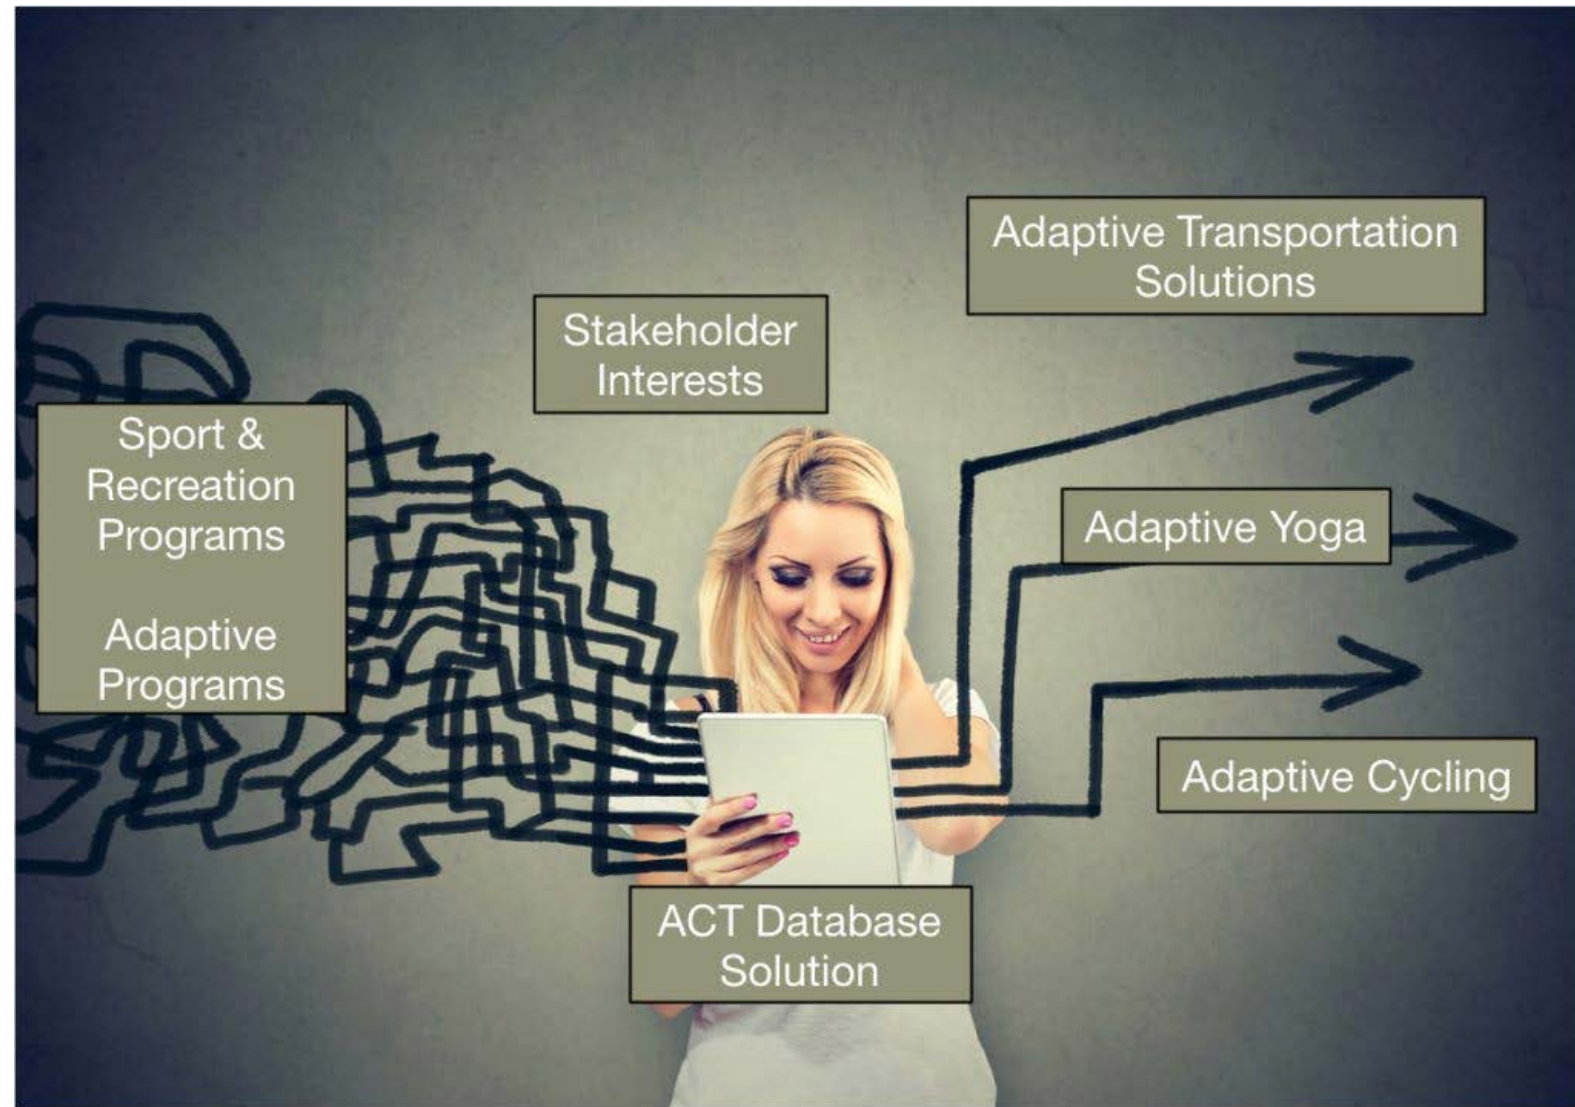 Sport &
Recreation
Programs
Adaptive
Programs
Stakeholder
Interests
ACT Database
Solution
Adaptive Transportation
Solutions
Adaptive Yoga
Adaptive Cycling